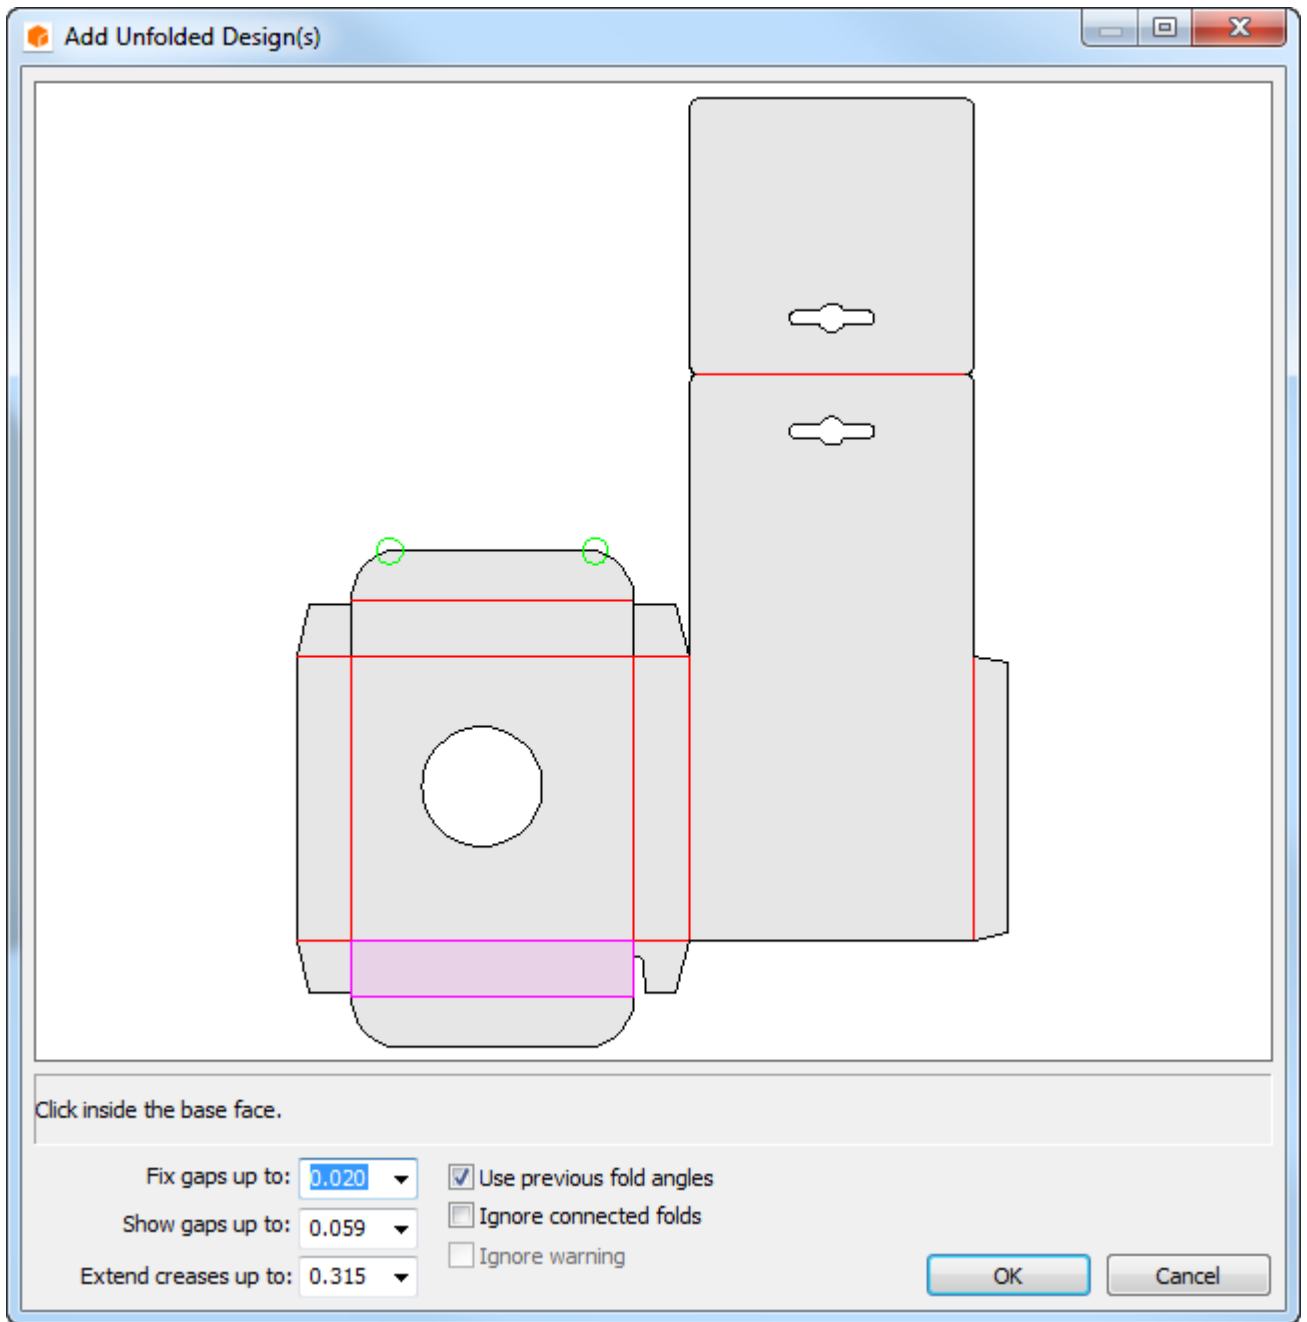 Add Unfolded Design(s)
Click inside the base face.
Fix gaps up to: 0.020
Use previous fold angles
Show gaps up to: 0.059
Ignore connected folds
Extend creases up to: 0.315
Ignore warning
OK
Cancel